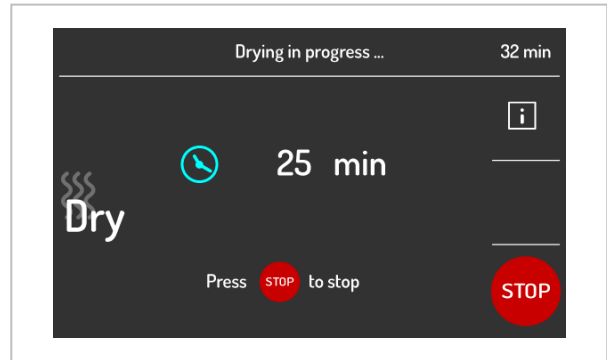 Drying in progress ... 32 min
i
25 min
Dry
Press STOP to stop
STOP